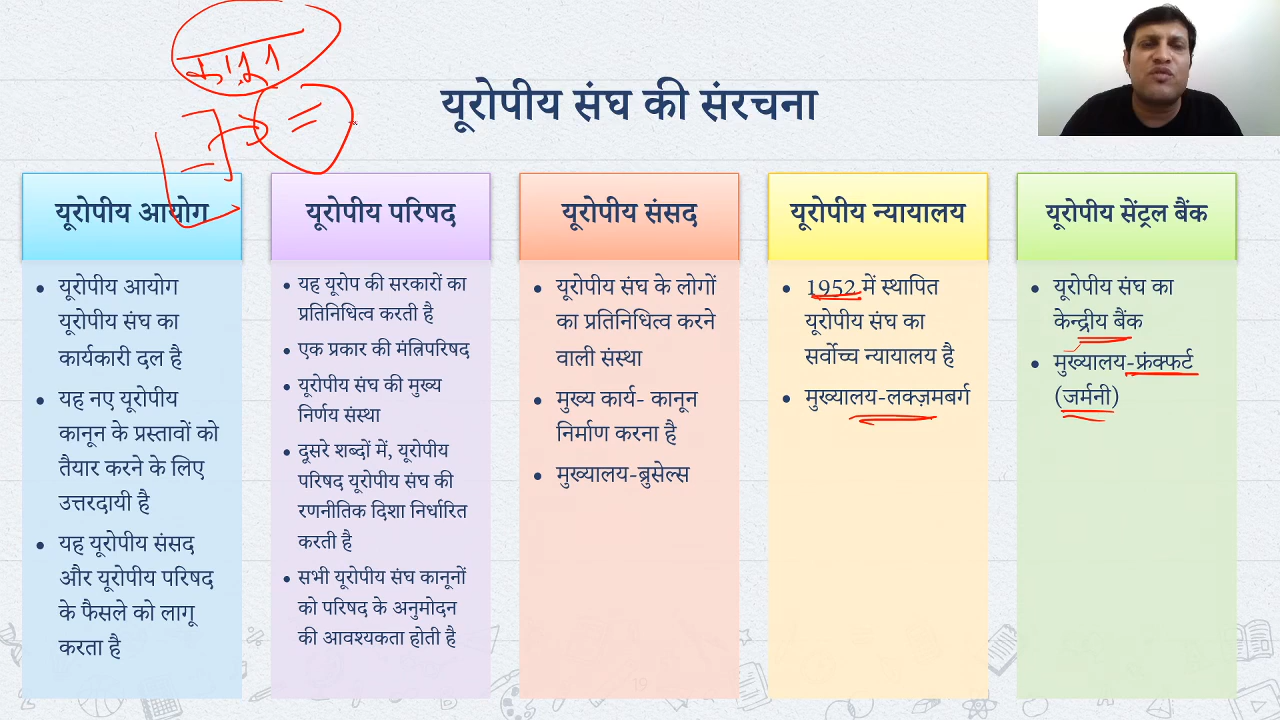 कानून
यूरोपीय संघ की संरचना
यूरोपीय आयोग
• यूरोपीय आयोग
यूरोपीय संघ का
कार्यकारी दल है
• यह नए यूरोपीय
कानून के प्रस्तावों को
तैयार करने के लिए
उत्तरदायी है
• यह यूरोपीय संसद
और यूरोपीय परिषद
के फैसले को लागू
करता है
यूरोपीय परिषद
• यह यूरोप की सरकारों का
प्रतिनिधित्व करती है
• एक प्रकार की मंत्रिपरिषद
• यूरोपीय संघ की मुख्य
निर्णय संस्था
• दूसरे शब्दों में, यूरोपीय
परिषद यूरोपीय संघ की
रणनीतिक दिशा निर्धारित
करती है
• सभी यूरोपीय संघ कानूनों
को परिषद के अनुमोदन
की आवश्यकता होती है
यूरोपीय संसद
• यूरोपीय संघ के लोगों
का प्रतिनिधित्व करने
वाली संस्था
• मुख्य कार्य- कानून
निर्माण करना है
• मुख्यालय-ब्रुसेल्स
यूरोपीय न्यायालय
• 1952 में स्थापित
यूरोपीय संघ का
सर्वोच्च न्यायालय है
• मुख्यालय-लक्ज़मबर्ग
यूरोपीय सेंट्रल बैंक
• यूरोपीय संघ का
केन्द्रीय बैंक
• मुख्यालय-फ्रंक्फर्ट
(जर्मनी)
19